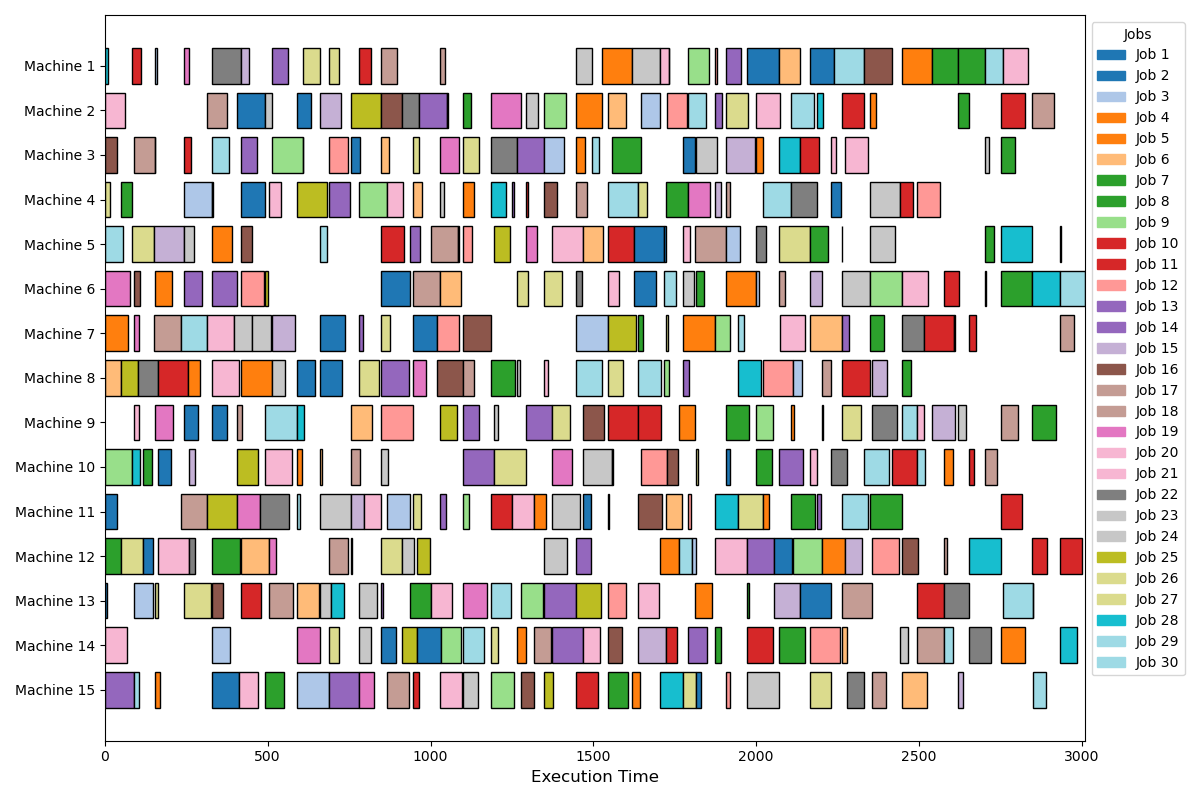 Machine 1
Machine 2
Machine 3
Machine 4
Machine 5
Machine 6
Machine 7
Machine 8
Machine 9
Machine 10
Machine 11
Machine 12
Machine 13
Machine 14
Machine 15
0
500
1000
1500
2000
2500
3000
Execution Time
Jobs
Job 1
Job 2
Job 3
Job 4
Job 5
Job 6
Job 7
Job 8
Job 9
Job 10
Job 11
Job 12
Job 13
Job 14
Job 15
Job 16
Job 17
Job 18
Job 19
Job 20
Job 21
Job 22
Job 23
Job 24
Job 25
Job 26
Job 27
Job 28
Job 29
Job 30